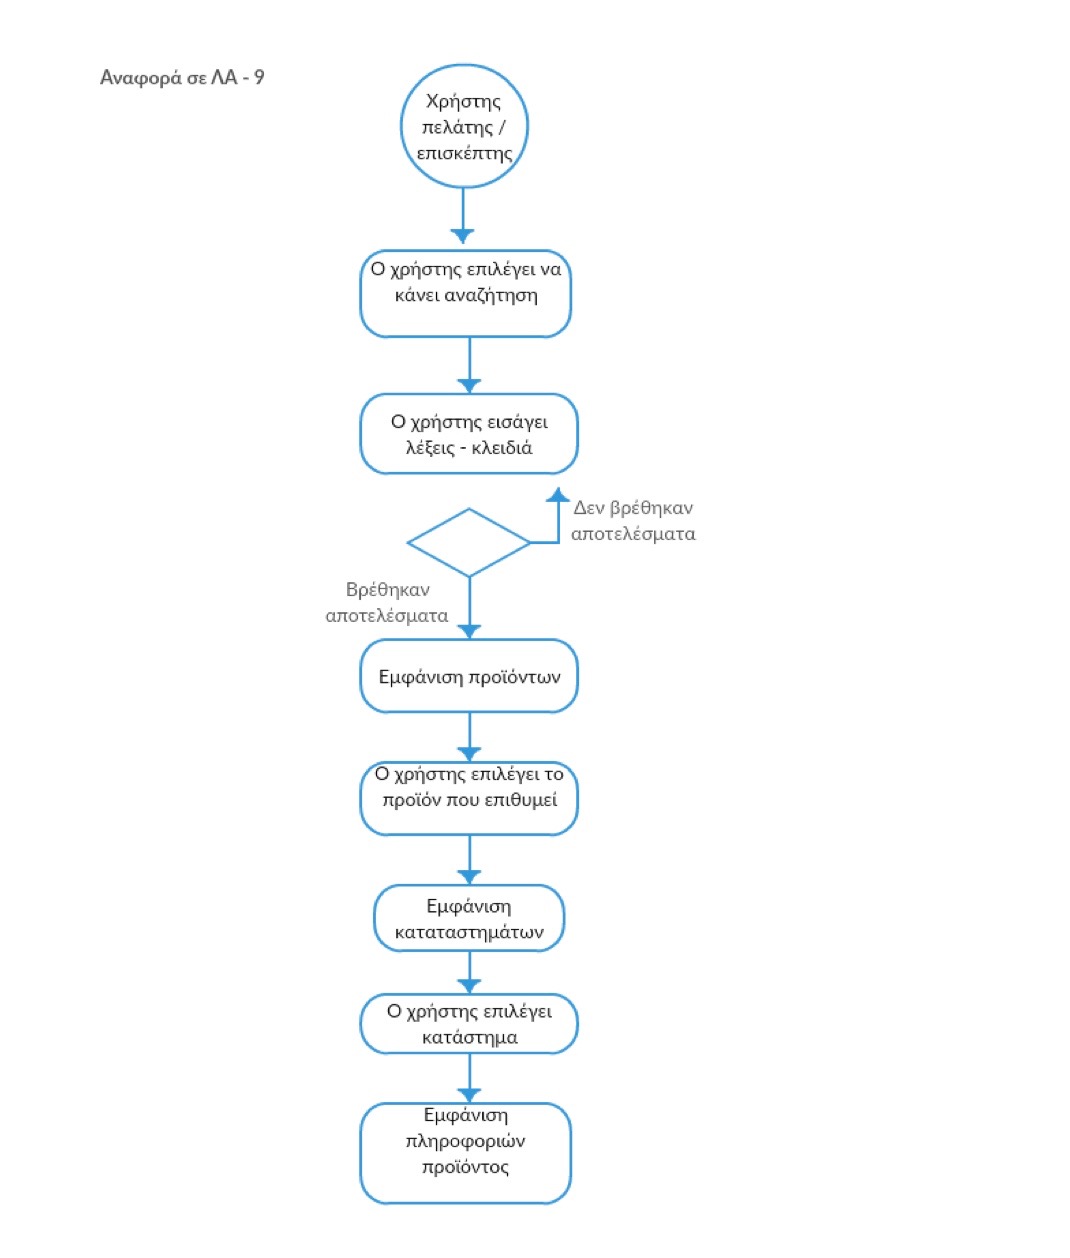 Αναφορά σε ΛΑ - 9
Χρήστης
πελάτης /
επισκέπτης
Ο χρήστης επιλέγει να
κάνει αναζήτηση
Ο χρήστης εισάγει
λέξεις - κλειδιά
Δεν βρέθηκαν
αποτελέσματα
Βρέθηκαν
αποτελέσματα
Εμφάνιση προϊόντων
Ο χρήστης επιλέγει το
προϊόν που επιθυμεί
Εμφάνιση
καταταστημάτων
Ο χρήστης επιλέγει
κατάστημα
Εμφάνιση
πληροφοριών
προϊόντος